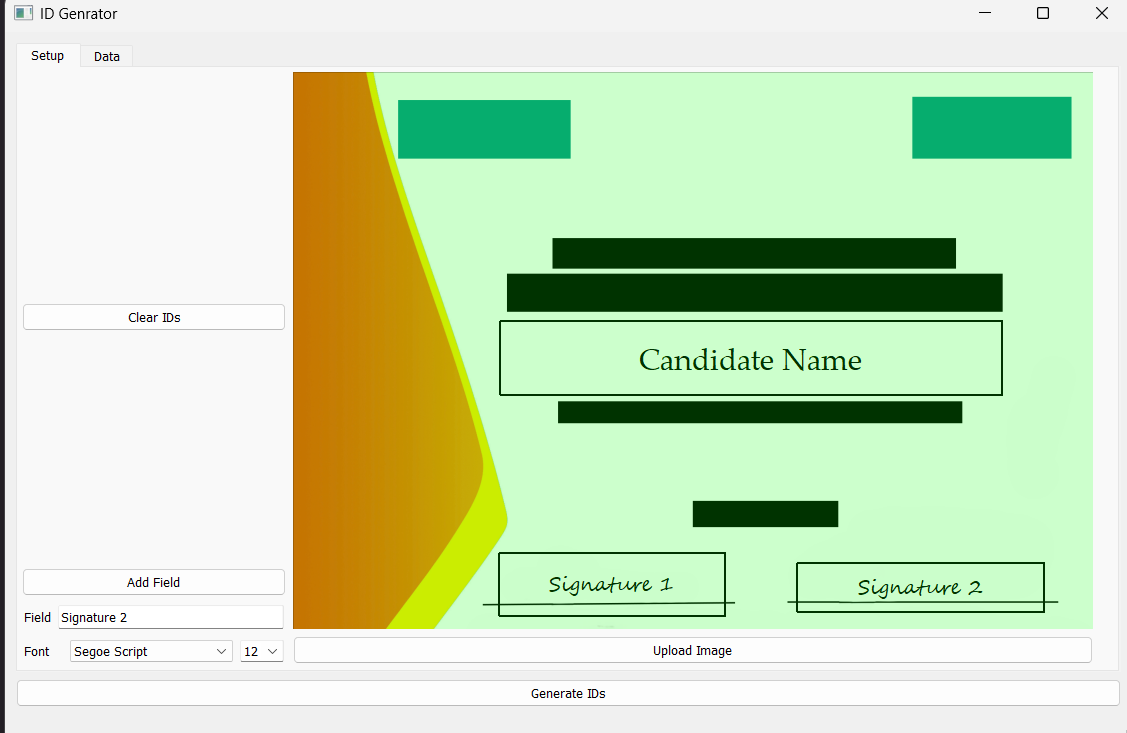 ID Genrator
Setup
Data
Clear IDs
Candidate Name
Add Field
Signature 1
Signature 2
Field
Signature 2
Font
Segoe Script
12
Upload Image
Generate IDs